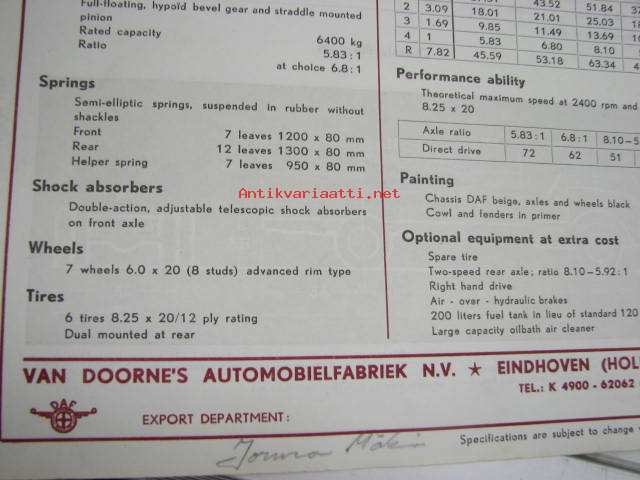 Full-floating, hypoïd bevel gear and straddle mounted
pinion
Rated capacity 6400 kg
Ratio 5.83 : 1
at choice 6.8 : 1
Springs
Semi-elliptic springs, suspended in rubber without
shackles
Front 7 leaves 1200 x 80 mm
Rear 12 leaves 1300 x 80 mm
Helper spring 7 leaves 950 x 80 mm
Shock absorbers
Double-action, adjustable telescopic shock absorbers
on front axle
Wheels
7 wheels 6.0 x 20 (8 studs) advanced rim type
Tires
6 tires 8.25 x 20/12 ply rating
Dual mounted at rear
43.52 51.84
2 3.09 18.01 21.01 25.03
3 1.69 9.85 11.49 13.69
4 1 5.83 6.80 8.10
R 7.82 45.59 53.18 63.34
Performance ability
Theoretical maximum speed at 2400 rpm and
8.25 x 20
Axle ratio 5.83 : 1 6.8 : 1 8.10-5
Direct drive 72 62 51
Painting
Chassis DAF beige, axles and wheels black
Cowl and fenders in primer
Optional equipment at extra cost
Spare tire
Two-speed rear axle; ratio 8.10-5.92 : 1
Right hand drive
Air - over - hydraulic brakes
200 liters fuel tank in lieu of standard 120
Large capacity oilbath air cleaner
Antikvariaatti.net
VAN DOORNE'S AUTOMOBIELFABRIEK N.V. ★ EINDHOVEN (HOL
TEL.: K 4900 - 62062
DAF
EXPORT DEPARTMENT:
Jorma Mäki
Specifications are subject to change